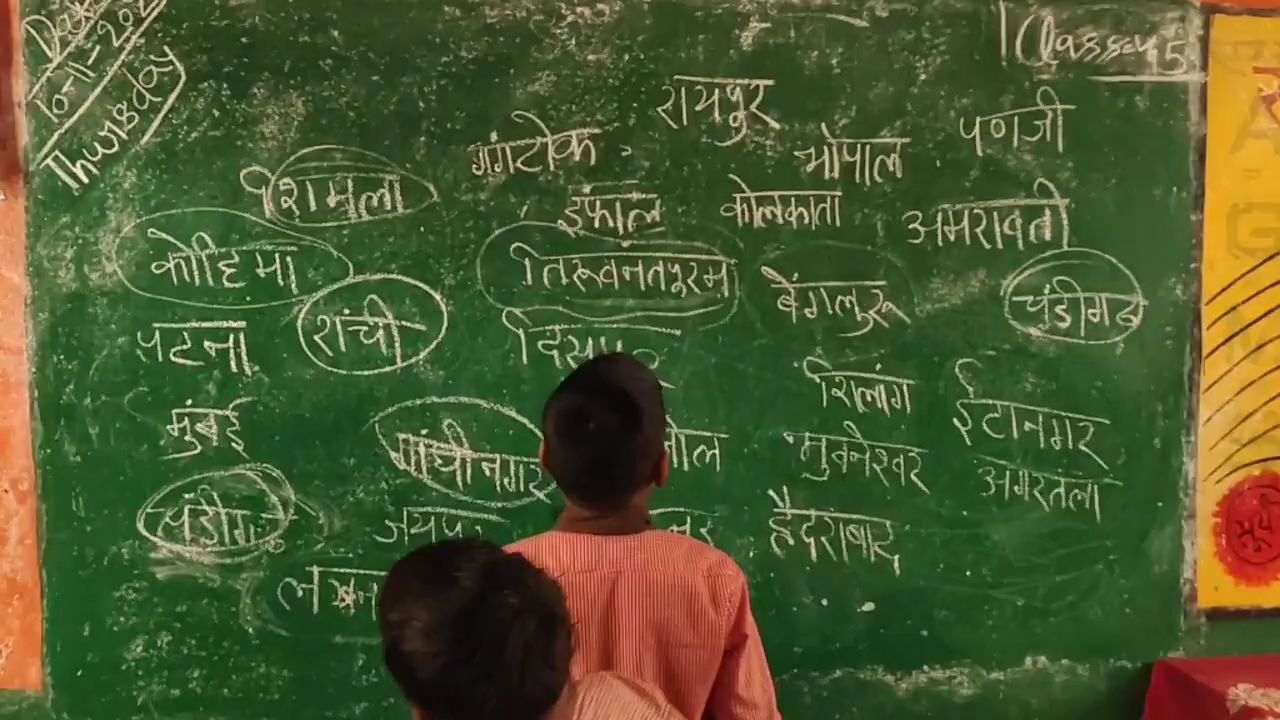 10-11-202
Thursday
Class 5
रायपुर
गंगटोक
भोपाल
पणजी
शिमला
इंफाल
कोलकाता
अमरावती
कोहिमा
तिरूवनतपूरम
बेंगलुरू
चंडीगढ
पटना
रांची
शिलांग
ईटानगर
मुंबई
गांधीनगर
भुवनेश्वर
अगरतला
हैदराबाद